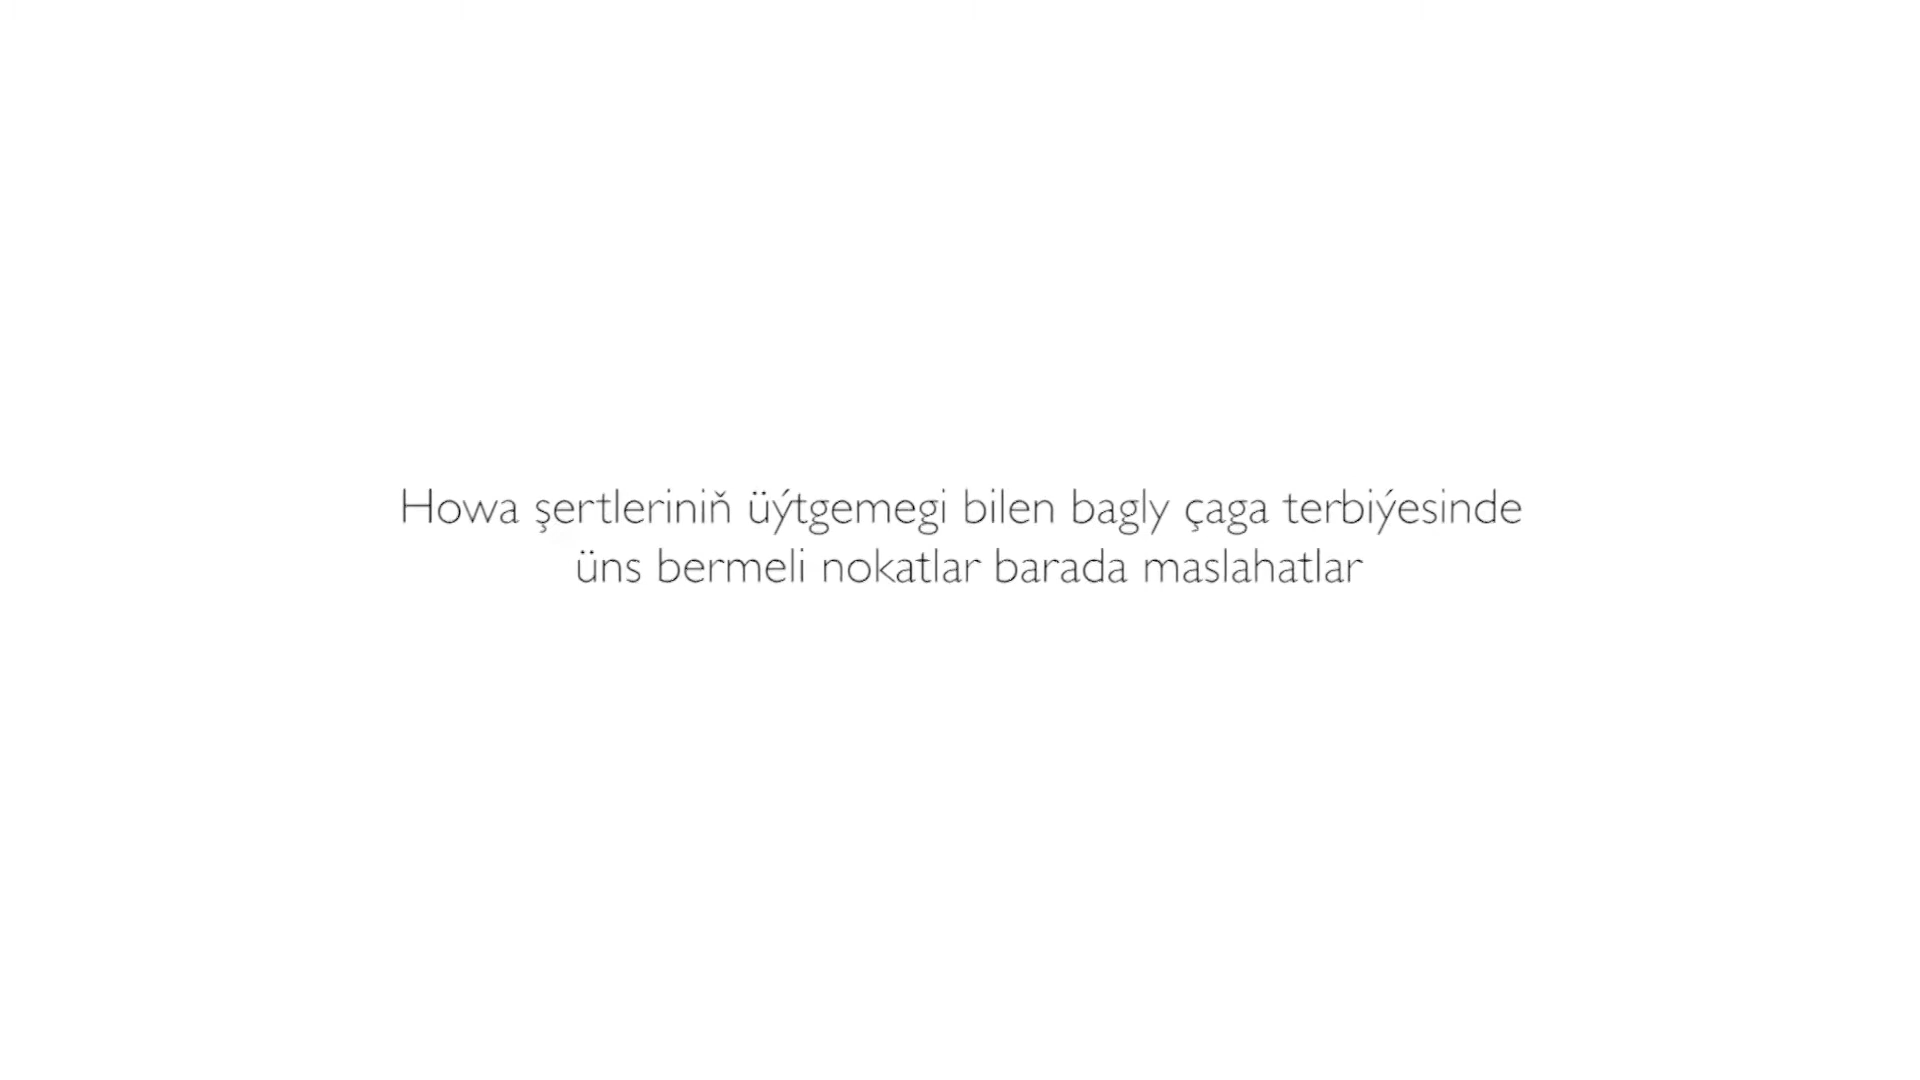 Howa şertleriniň üýtgemegi bilen bagly çaga terbiýesinde
üns bermeli nokatlar barada maslahatlar